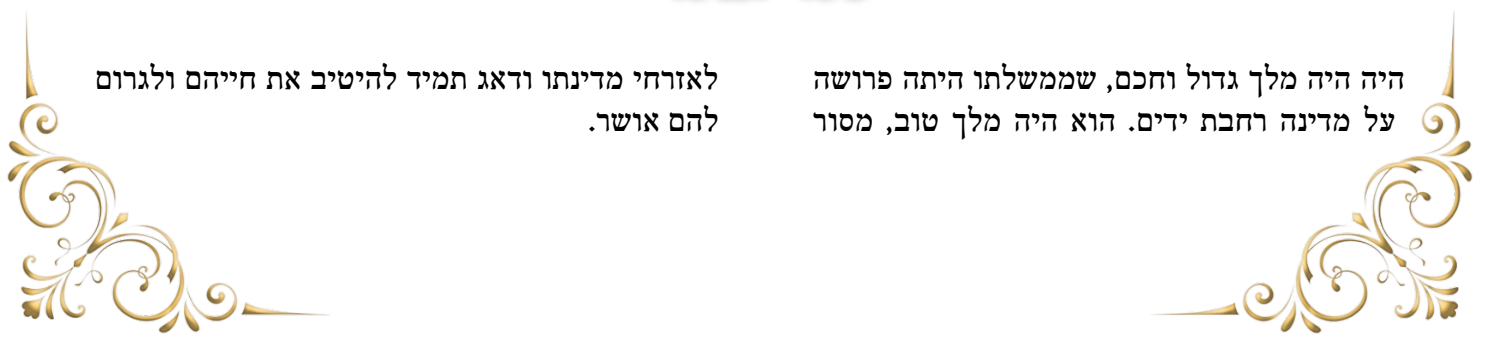 היה היה מלך גדול וחכם, שממשלתו היתה פרושה
על מדינה רחבת ידים. הוא היה מלך טוב, מסור
לאזרחי מדינתו ודאג תמיד להיטיב את חייהם ולגרום
להם אושר.